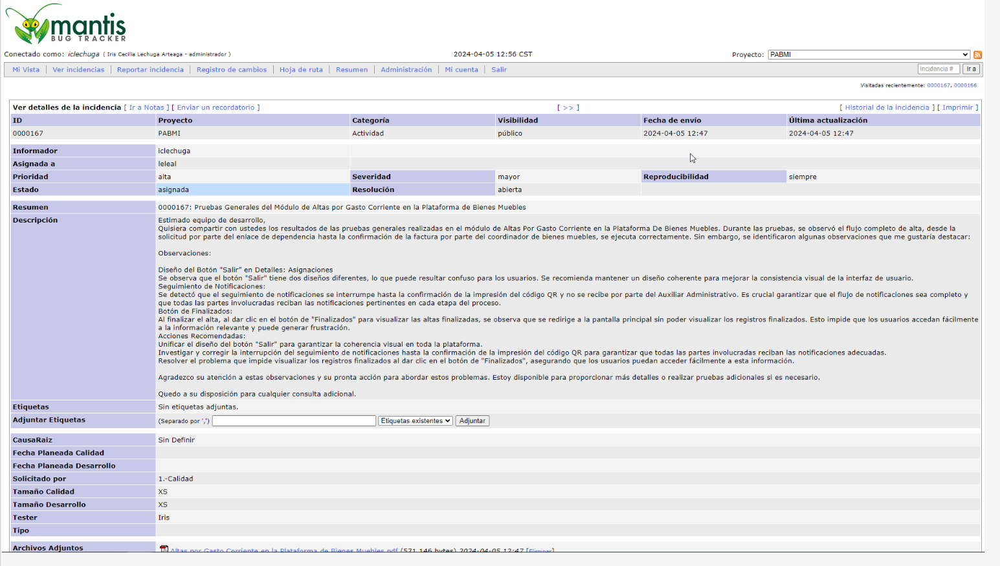 mantis
BUG TRACKER
Conectado como: iclechuga ( Iris Cecilia Lechuga Arteaga - administrador )
2024-04-05 12:56 CST
Proyecto: PABMI
Mi Vista | Ver incidencias | Reportar incidencia | Registro de cambios | Hoja de ruta | Resumen | Administración | Mi cuenta | Salir
Incidencia # Ir a
Visitadas recientemente: 0000167, 0000166
Ver detalles de la incidencia [ Ir a Notas ] [ Enviar un recordatorio ] [ >> ] [ Historial de la incidencia ] [ Imprimir ]
ID Proyecto Categoría Visibilidad Fecha de envío Última actualización
0000167 PABMI Actividad público 2024-04-05 12:47 2024-04-05 12:47
Informador iclechuga
Asignada a leleal
Prioridad alta Severidad mayor Reproducibilidad siempre
Estado asignada Resolución abierta
Resumen 0000167: Pruebas Generales del Módulo de Altas por Gasto Corriente en la Plataforma de Bienes Muebles
Descripción Estimado equipo de desarrollo,
Quisiera compartir con ustedes los resultados de las pruebas generales realizadas en el módulo de Altas Por Gasto Corriente en la Plataforma De Bienes Muebles. Durante las pruebas, se observó el flujo completo de alta, desde la
solicitud por parte del enlace de dependencia hasta la confirmación de la factura por parte del coordinador de bienes muebles, se ejecuta correctamente. Sin embargo, se identificaron algunas observaciones que me gustaría destacar:
Observaciones:
Diseño del Botón "Salir” en Detalles: Asignaciones
Se observa que el botón "Salir" tiene dos diseños diferentes, lo que puede resultar confuso para los usuarios. Se recomienda mantener un diseño coherente para mejorar la consistencia visual de la interfaz de usuario.
Seguimiento de Notificaciones:
Se detectó que el seguimiento de notificaciones se interrumpe hasta la confirmación de la impresión del código QR y no se recibe por parte del Auxiliar Administrativo. Es crucial garantizar que el flujo de notificaciones sea completo y
que todas las partes involucradas reciban las notificaciones pertinentes en cada etapa del proceso.
Botón de Finalizados:
Al finalizar el alta, al dar clic en el botón de "Finalizados" para visualizar las altas finalizadas, se observa que se redirige a la pantalla principal sin poder visualizar los registros finalizados. Esto impide que los usuarios accedan fácilmente
a la información relevante y puede generar frustración.
Acciones Recomendadas:
Unificar el diseño del botón "Salir" para garantizar la coherencia visual en toda la plataforma.
Investigar y corregir la interrupción del seguimiento de notificaciones hasta la confirmación de la impresión del código QR para garantizar que todas las partes involucradas reciban las notificaciones adecuadas.
Resolver el problema que impide visualizar los registros finalizados al dar clic en el botón de "Finalizados", asegurando que los usuarios puedan acceder fácilmente a esta información.
Agradezco su atención a estas observaciones y su pronta acción para abordar estos problemas. Estoy disponible para proporcionar más detalles o realizar pruebas adicionales si es necesario.
Quedo a su disposición para cualquier consulta adicional.
Etiquetas Sin etiquetas adjuntas.
Adjuntar Etiquetas (Separado por ',') Etiquetas existentes Adjuntar
CausaRaiz Sin Definir
Fecha Planeada Calidad
Fecha Planeada Desarrollo
Solicitado por 1.-Calidad
Tamaño Calidad XS
Tamaño Desarrollo XS
Tester Iris
Tipo
Archivos Adjuntos Altas por Gasto Corriente en la Plataforma de Bienes Muebles.pdf (571,146 bytes) 2024-04-05 12:47 [Eliminar]